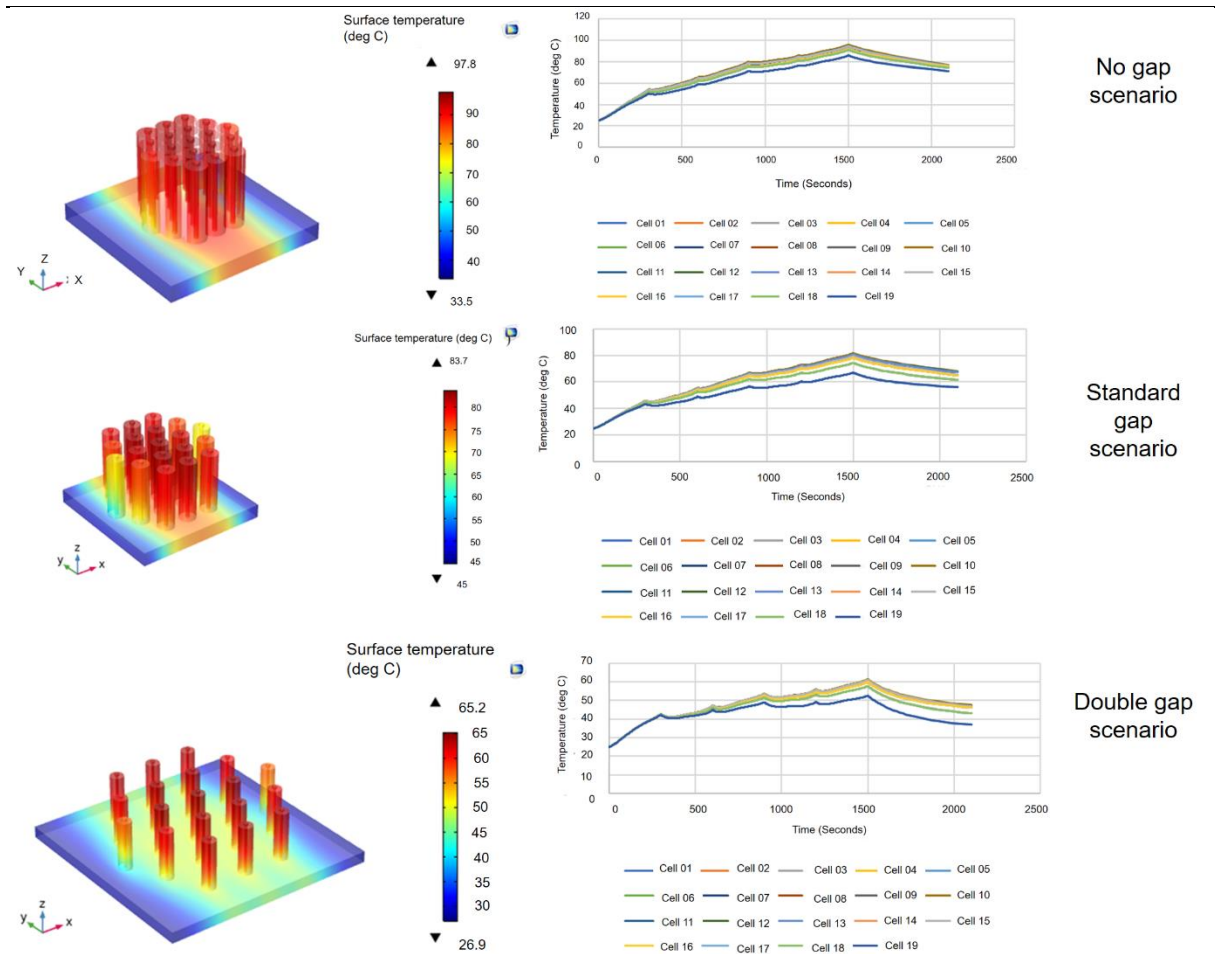 Surface temperature
(deg C)
97.8
90
80
70
60
50
40
33.5
Y
Z
: X
Temperature (deg C)
120
100
80
60
40
20
0
0 500 1000 1500 2000 2500
Time (Seconds)
Cell 01 Cell 02 Cell 03 Cell 04 Cell 05
Cell 06 Cell 07 Cell 08 Cell 09 Cell 10
Cell 11 Cell 12 Cell 13 Cell 14 Cell 15
Cell 16 Cell 17 Cell 18 Cell 19
No gap
scenario
Surface temperature (deg C)
83.7
80
75
70
65
60
55
50
45
45
y
z
x
Temperature (deg C)
100
80
60
40
20
0
0 500 1000 1500 2000 2500
Time (Seconds)
Cell 01 Cell 02 Cell 03 Cell 04 Cell 05
Cell 06 Cell 07 Cell 08 Cell 09 Cell 10
Cell 11 Cell 12 Cell 13 Cell 14 Cell 15
Cell 16 Cell 17 Cell 18 Cell 19
Standard
gap
scenario
Surface temperature
(deg C)
65.2
65
60
55
50
45
40
35
30
26.9
y
z
x
Temperature (deg C)
70
60
50
40
30
20
10
0
0 500 1000 1500 2000 2500
Time (Seconds)
Cell 01 Cell 02 Cell 03 Cell 04 Cell 05
Cell 06 Cell 07 Cell 08 Cell 09 Cell 10
Cell 11 Cell 12 Cell 13 Cell 14 Cell 15
Cell 16 Cell 17 Cell 18 Cell 19
Double gap
scenario